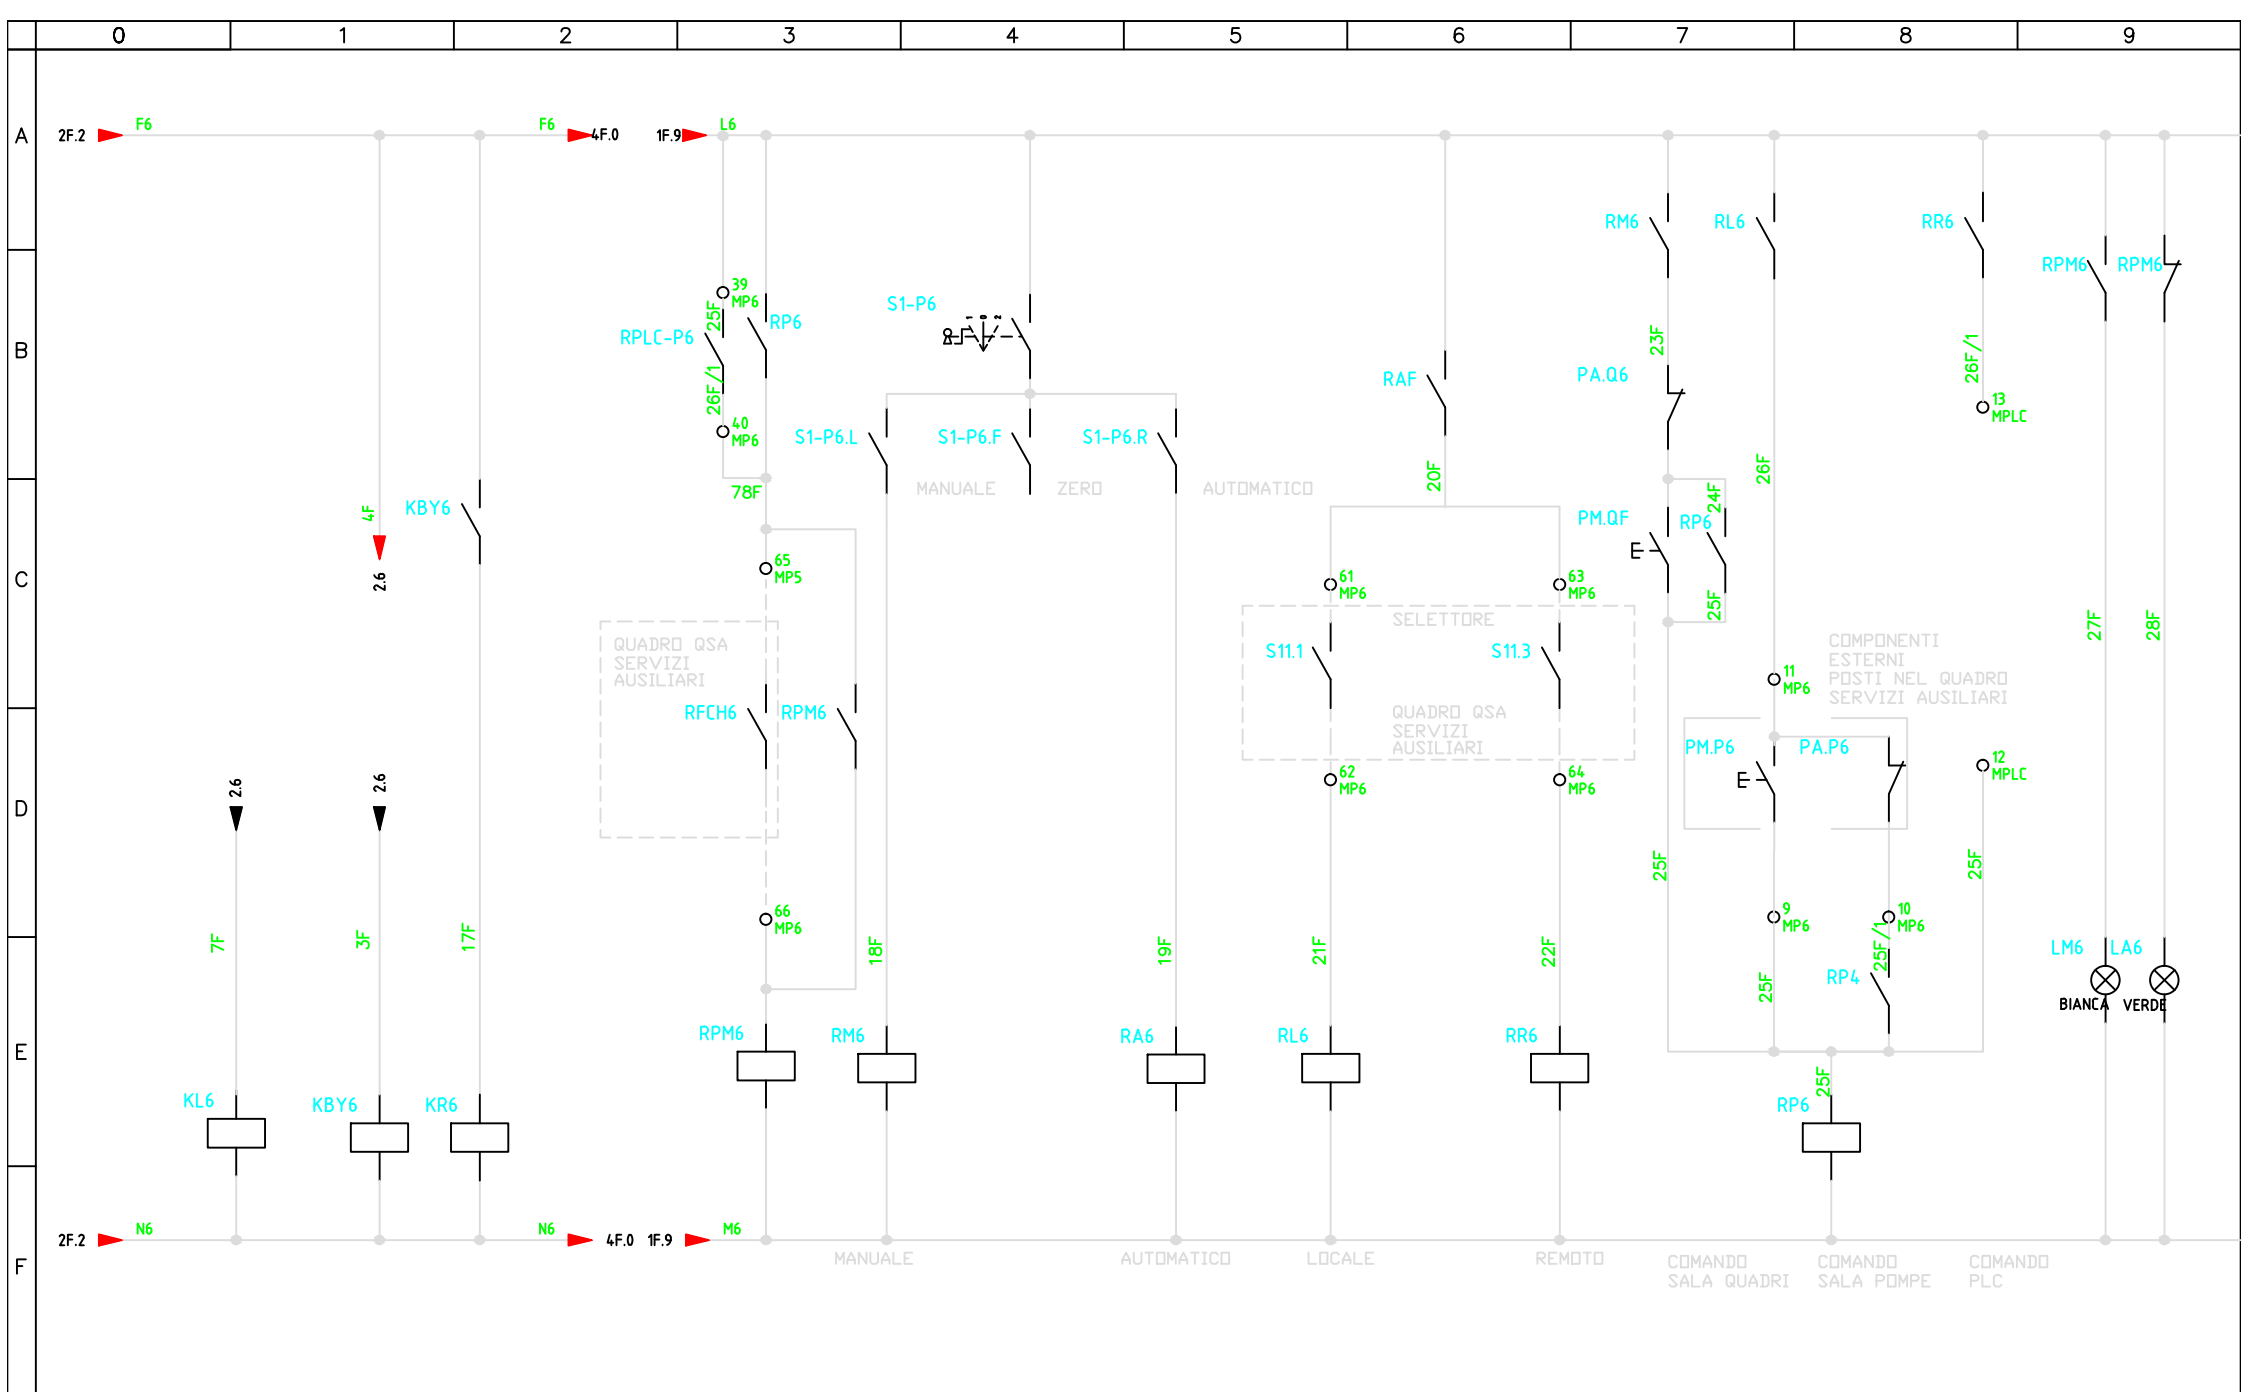 0 1 2 3 4 5 6 7 8 9
A
B
C
D
E
F
2F.2
F6
F6
4F.0
1F.9
L6
RM6
RL6
RR6
RPM6
RPM6
39
MP6
25F
RP6
RPLC-P6
26F/1
40
MP6
78F
S1-P6
1 0 2
S1-P6.L
S1-P6.F
S1-P6.R
MANUALE
ZERO
AUTOMATICO
RAF
20F
23F
PA.Q6
26F
26F/1
13
MPLC
4F
2.6
KBY6
65
MP5
PM.QF
RP6
24F
25F
61
MP6
63
MP6
SELETTORE
S11.1
S11.3
QUADRO QSA
SERVIZI
AUSILIARI
62
MP6
64
MP6
QUADRO QSA
SERVIZI
AUSILIARI
RFCH6
RPM6
COMPONENTI
ESTERNI
POSTI NEL QUADRO
SERVIZI AUSILIARI
11
MP6
PM.P6
PA.P6
12
MPLC
27F
28F
2.6
2.6
7F
3F
17F
66
MP6
18F
19F
21F
22F
25F
9
MP6
10
MP6
25F
25F/1
25F
RP4
LM6
LA6
BIANCA
VERDE
KL6
KBY6
KR6
RPM6
RM6
RA6
RL6
RR6
25F
RP6
2F.2
N6
N6
4F.0
1F.9
M6
MANUALE
AUTOMATICO
LOCALE
REMOTO
COMANDO
SALA QUADRI
COMANDO
SALA POMPE
COMANDO
PLC